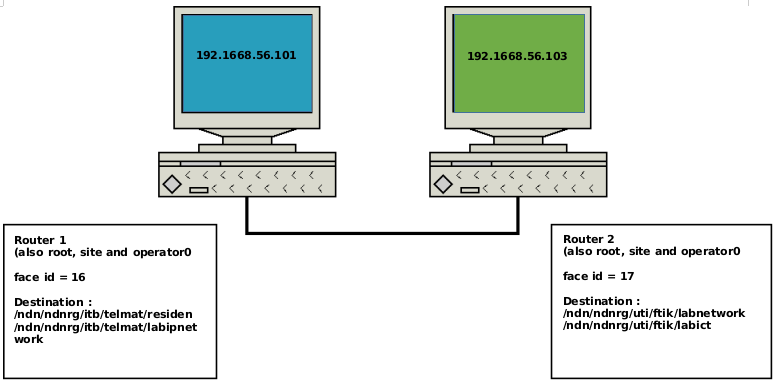 192.1668.56.101
192.1668.56.103
Router 1
(also root, site and operator0
face id = 16
Destination :
/ndn/ndnrg/itb/telmat/residen
/ndn/ndnrg/itb/telmat/labipnet
work
Router 2
(also root, site and operator0
face id = 17
Destination :
/ndn/ndnrg/uti/ftik/labnetwork
/ndn/ndnrg/uti/ftik/labict